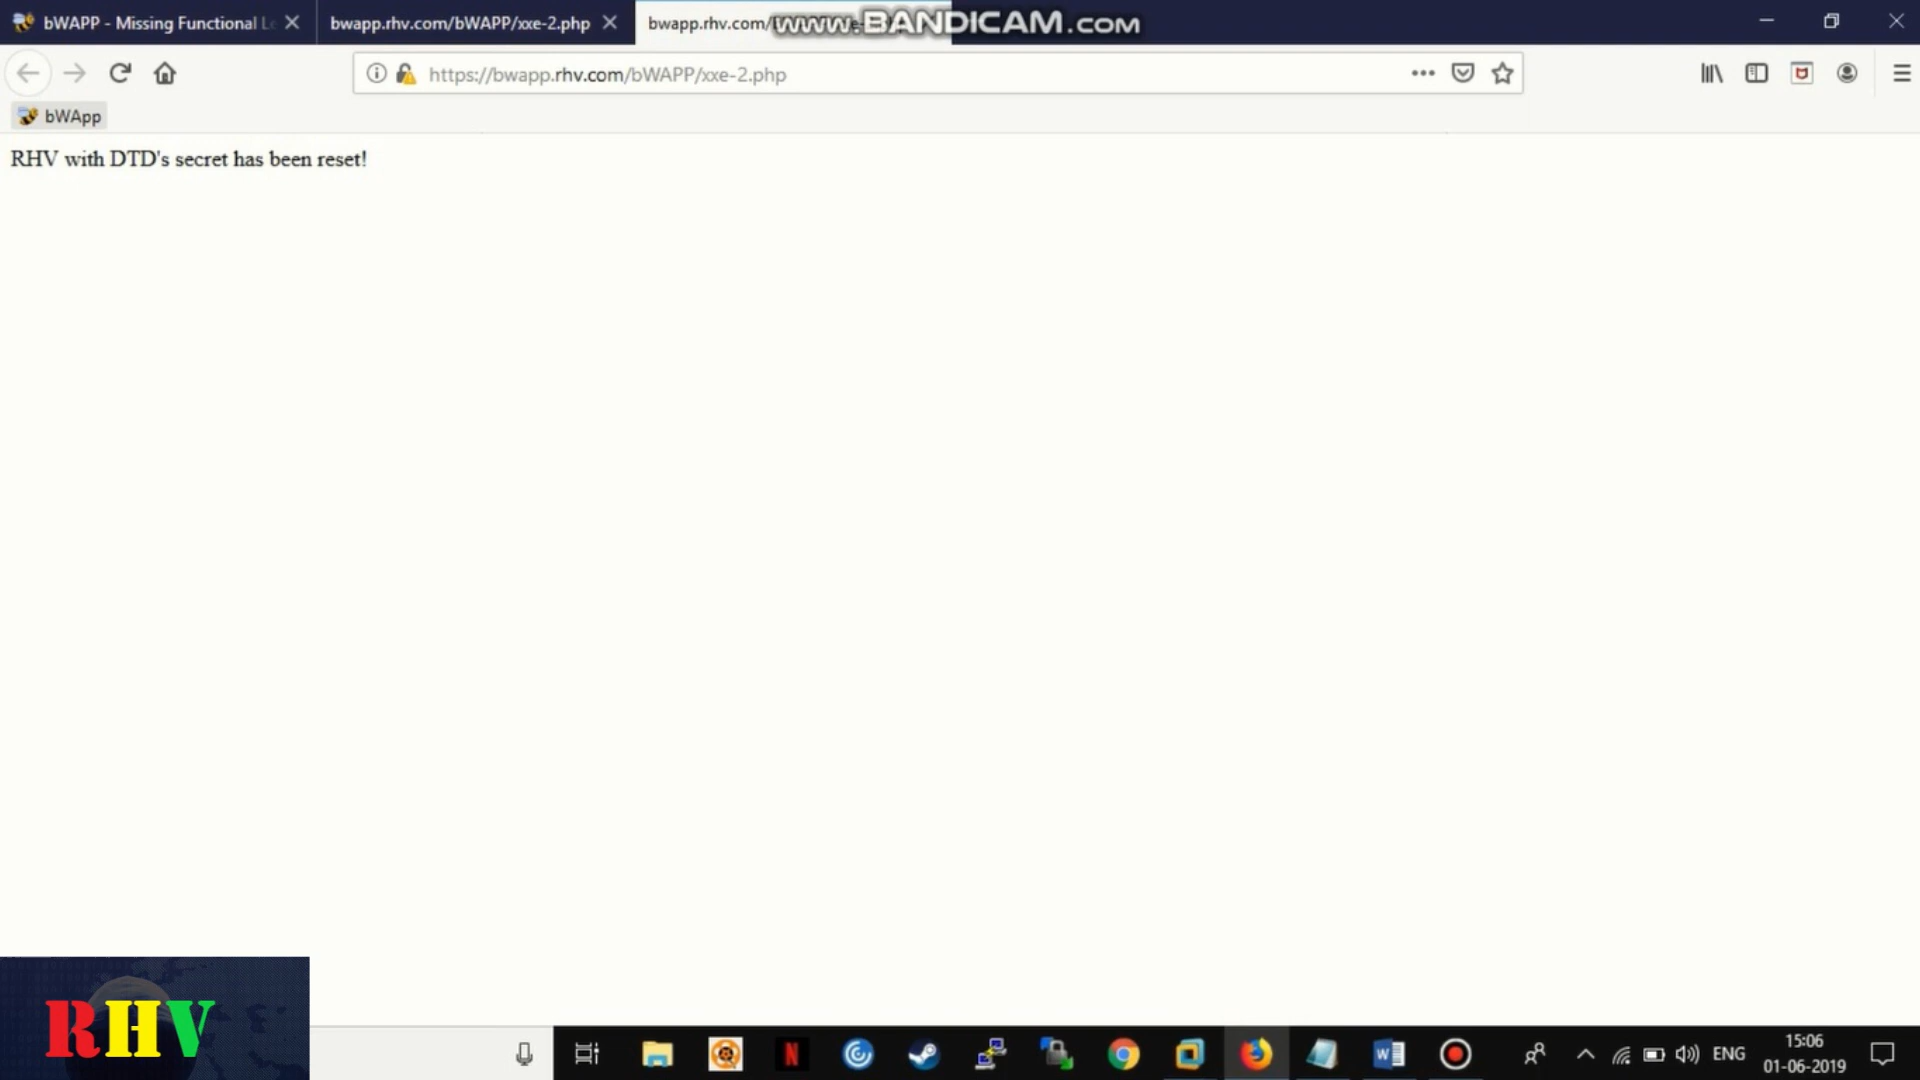 bWAPP - Missing Functional Le
bwapp.rhv.com/bWAPP/xxe-2.php
bwapp.rhv.com/
www.BANDICAM.com
https://bwapp.rhv.com/bWAPP/xxe-2.php
bWApp
RHV with DTD's secret has been reset!
RHV
ENG
15:06
01-06-2019